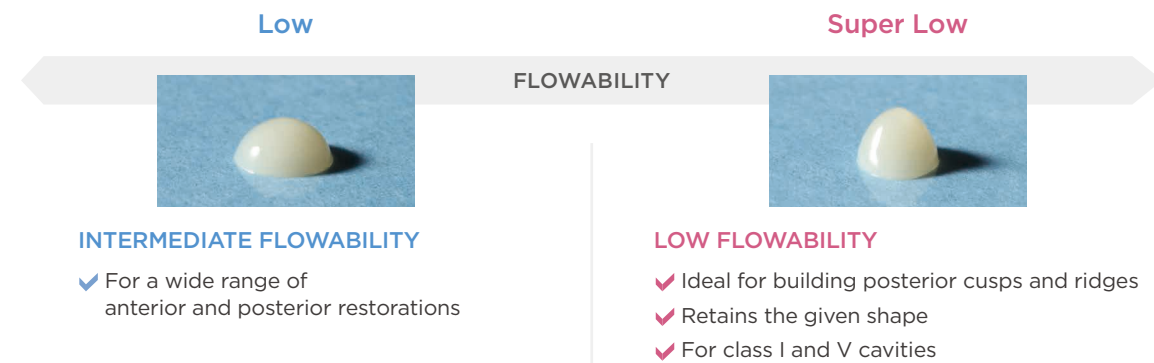 Low
Super Low
FLOWABILITY
INTERMEDIATE FLOWABILITY
For a wide range of
anterior and posterior restorations
LOW FLOWABILITY
Ideal for building posterior cusps and ridges
Retains the given shape
For class I and V cavities